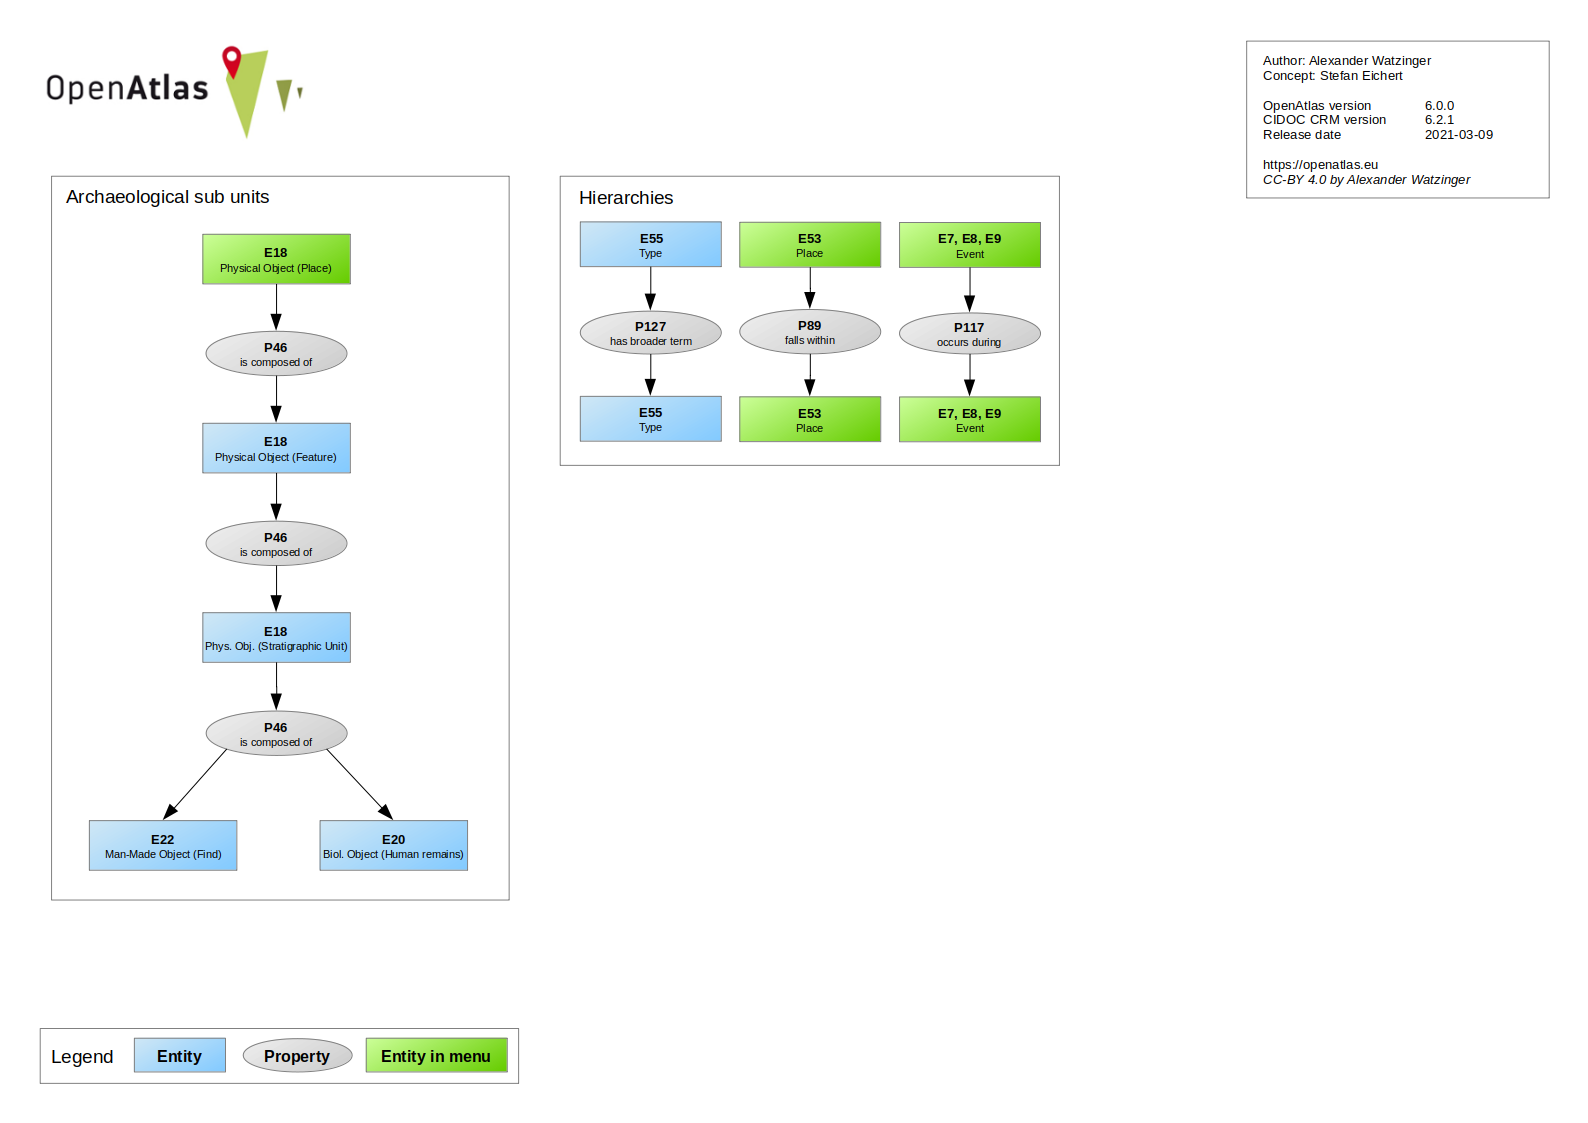 OpenAtlas
Author: Alexander Watzinger
Concept: Stefan Eichert
OpenAtlas version 6.0.0
CIDOC CRM version 6.2.1
Release date 2021-03-09
https://openatlas.eu
CC-BY 4.0 by Alexander Watzinger
Archaeological sub units
E18
Physical Object (Place)
P46
is composed of
E18
Physical Object (Feature)
P46
is composed of
E18
Phys. Obj. (Stratigraphic Unit)
P46
is composed of
E22
Man-Made Object (Find)
E20
Biol. Object (Human remains)
Hierarchies
E55
Type
P127
has broader term
E55
Type
E53
Place
P89
falls within
E53
Place
E7, E8, E9
Event
P117
occurs during
E7, E8, E9
Event
Legend
Entity
Property
Entity in menu